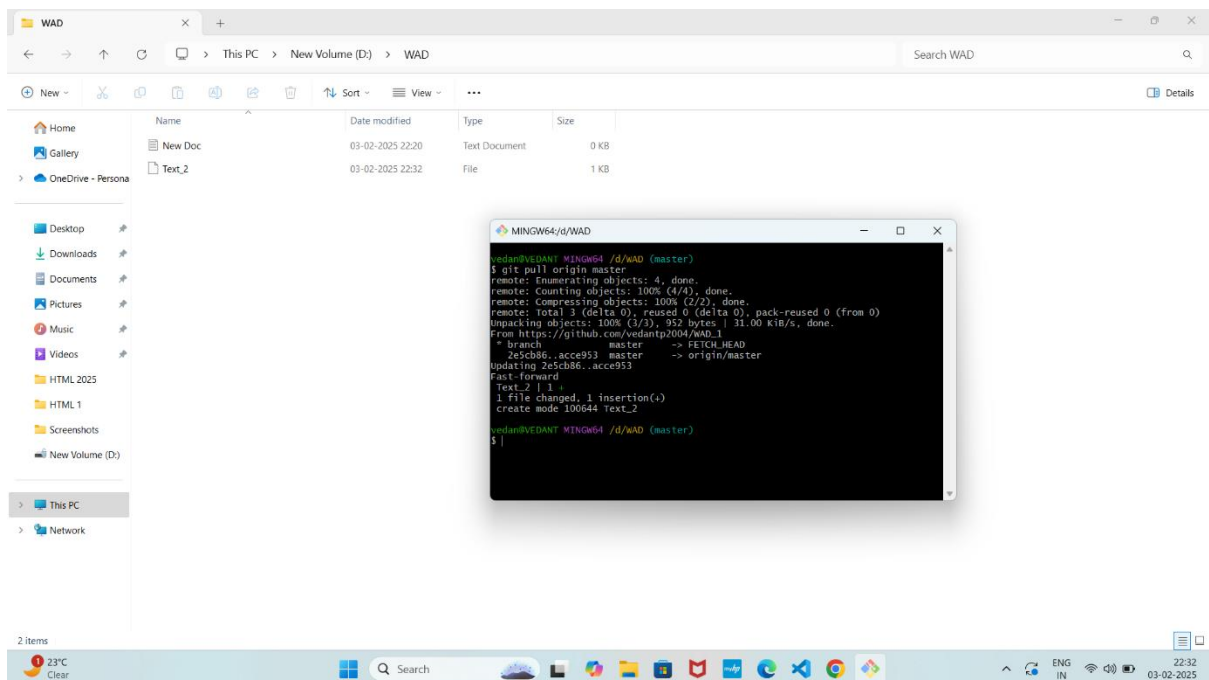 WAD
This PC > New Volume (D:) > WAD
Search WAD
New
Sort
View
Details
Name Date modified Type Size
New Doc 03-02-2025 22:20 Text Document 0 KB
Text_2 03-02-2025 22:32 File 1 KB
Home
Gallery
OneDrive - Persona
Desktop
Downloads
Documents
Pictures
Music
Videos
HTML 2025
HTML 1
Screenshots
New Volume (D:)
This PC
Network
MINGW64:/d/WAD
vedan@VEDANT MINGW64 /d/WAD (master)
$ git pull origin master
remote: Enumerating objects: 4, done.
remote: Counting objects: 100% (4/4), done.
remote: Compressing objects: 100% (2/2), done.
remote: Total 3 (delta 0), reused 0 (delta 0), pack-reused 0 (from 0)
Unpacking objects: 100% (3/3), 952 bytes | 31.00 KiB/s, done.
From https://github.com/vedantp2004/WAD_1
 * branch            master     -> FETCH_HEAD
   2e5cb86..acce953  master     -> origin/master
Updating 2e5cb86..acce953
Fast-forward
 Text_2 | 1 +
 1 file changed, 1 insertion(+)
 create mode 100644 Text_2
vedan@VEDANT MINGW64 /d/WAD (master)
$
2 items
1
23°C
Clear
Search
ENG
IN
22:32
03-02-2025